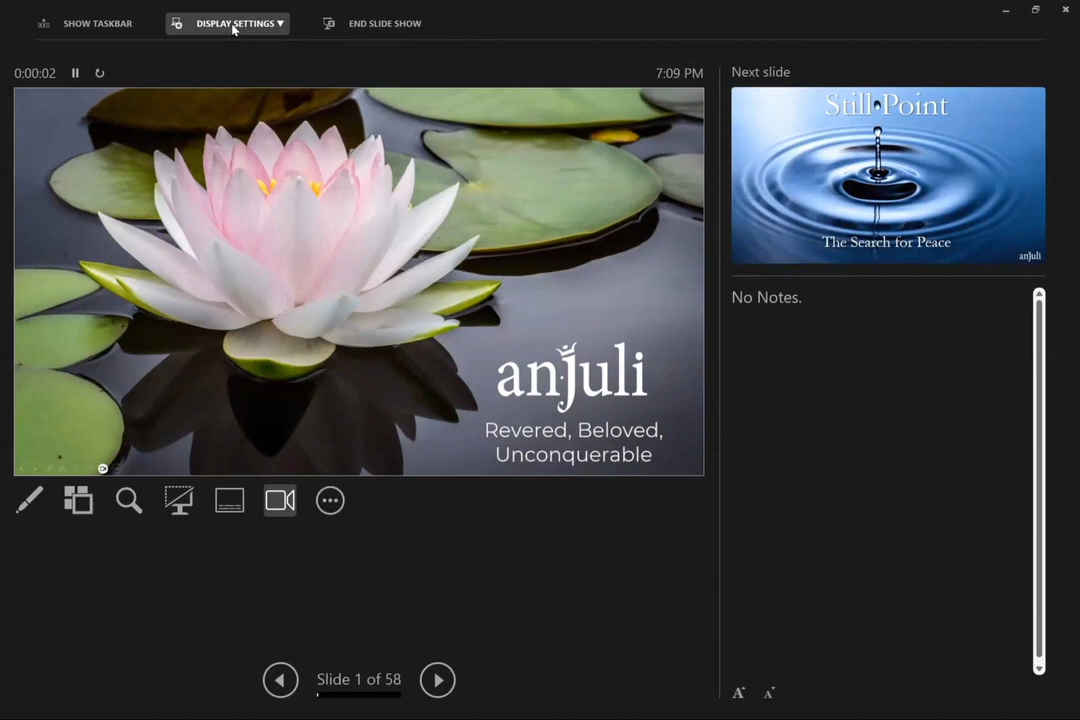 SHOW TASKBAR
DISPLAY SETTINGS ▼
END SLIDE SHOW
0:00:02
7:09 PM
Next slide
anjuli
Revered, Beloved,
Unconquerable
Still Point
The Search for Peace
anjuli
No Notes.
Slide 1 of 58
A
A